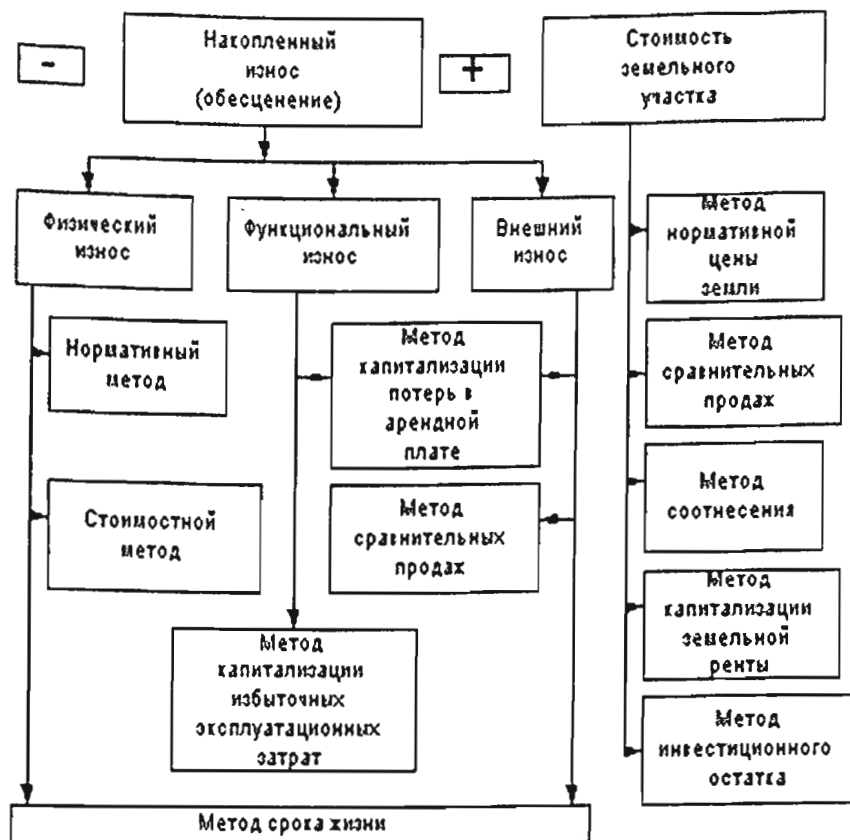 -
Накопленный
износ
(обесценение)
+
Стоимость
земельного
участка
Физический
износ
Функциональный
износ
Внешний
износ
Метод
нормативной
цены
земли
Нормативный
метод
Метод
капитализации
потерь в
арендной
плате
Метод
сравнительных
продаж
Стоимостной
метод
Метод
сравнительных
продаж
Метод
соотнесения
Метод
капитализации
избыточных
эксплуатационных
затрат
Метод
капитализации
земельной
ренты
Метод
инвестиционного
остатка
Метод срока жизни